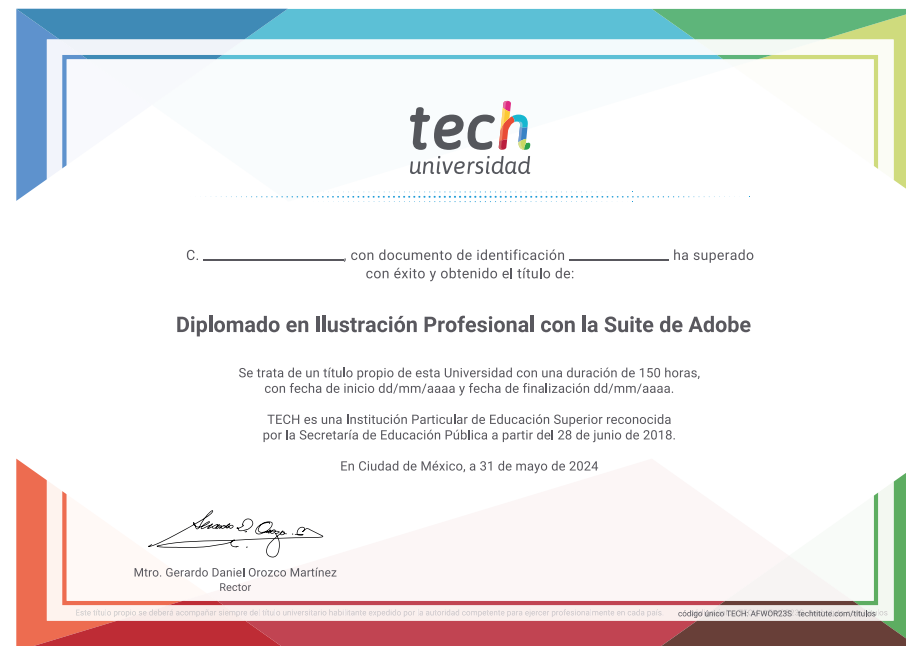 tech
universidad
C. ____________________, con documento de identificación ______________ ha superado
con éxito y obtenido el título de:
Diplomado en Ilustración Profesional con la Suite de Adobe
Se trata de un título propio de esta Universidad con una duración de 150 horas,
con fecha de inicio dd/mm/aaaa y fecha de finalización dd/mm/aaaa.
TECH es una Institución Particular de Educación Superior reconocida
por la Secretaría de Educación Pública a partir del 28 de junio de 2018.
En Ciudad de México, a 31 de mayo de 2024
Mtro. Gerardo Daniel Orozco Martínez
Rector
Este título propio se deberá acompañar siempre del título universitario habilitante expedido por la autoridad competente para ejercer profesionalmente en cada país. código único TECH: AFWOR23S techtitute.com/titulos